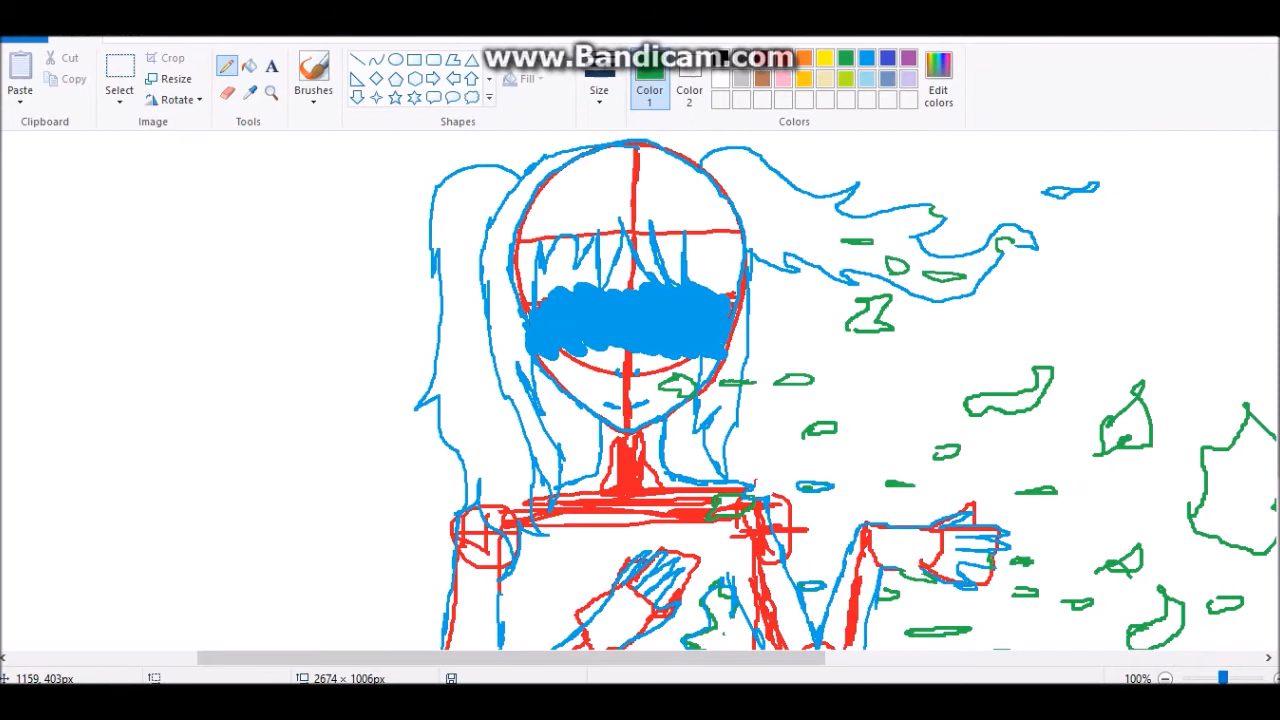 www.Bandicam.com
Cut
Copy
Paste
Clipboard
Select
Crop
Resize
Rotate
Image
A
Tools
Brushes
Fill
Shapes
Size
Color 1
Color 2
Edit colors
Colors
1159, 403px
2674 × 1006px
100%